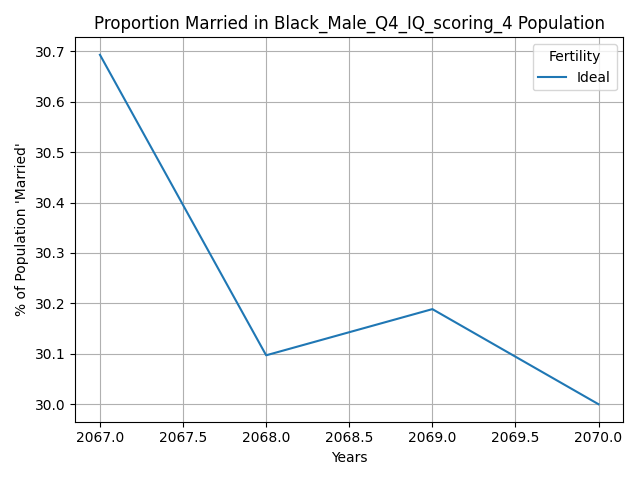 Proportion Married in Black_Male_Q4_IQ_scoring_4 Population
30.7
30.6
30.5
30.4
30.3
30.2
30.1
30.0
% of Population 'Married'
Fertility
Ideal
2067.0 2067.5 2068.0 2068.5 2069.0 2069.5 2070.0
Years